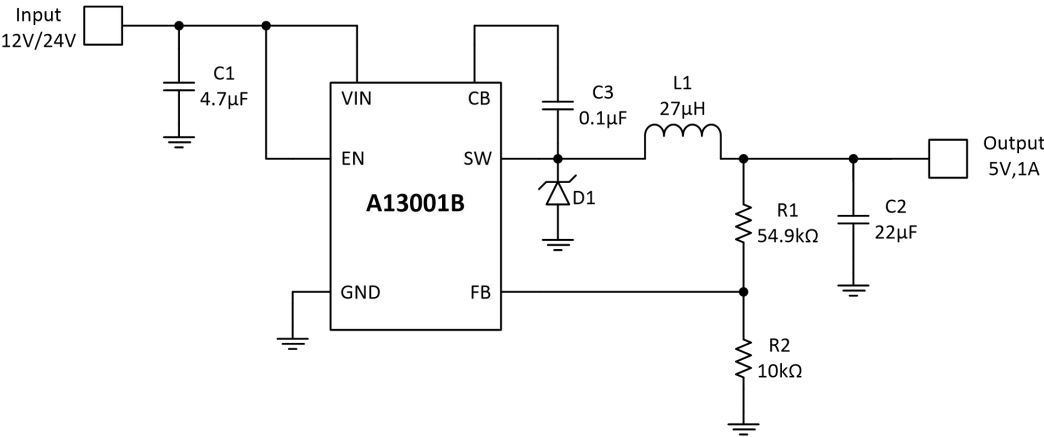 Input
12V/24V
C1
4.7µF
VIN
CB
C3
0.1µF
L1
27µH
Output
5V,1A
EN
SW
A13001B
D1
R1
54.9kΩ
C2
22µF
GND
FB
R2
10kΩ